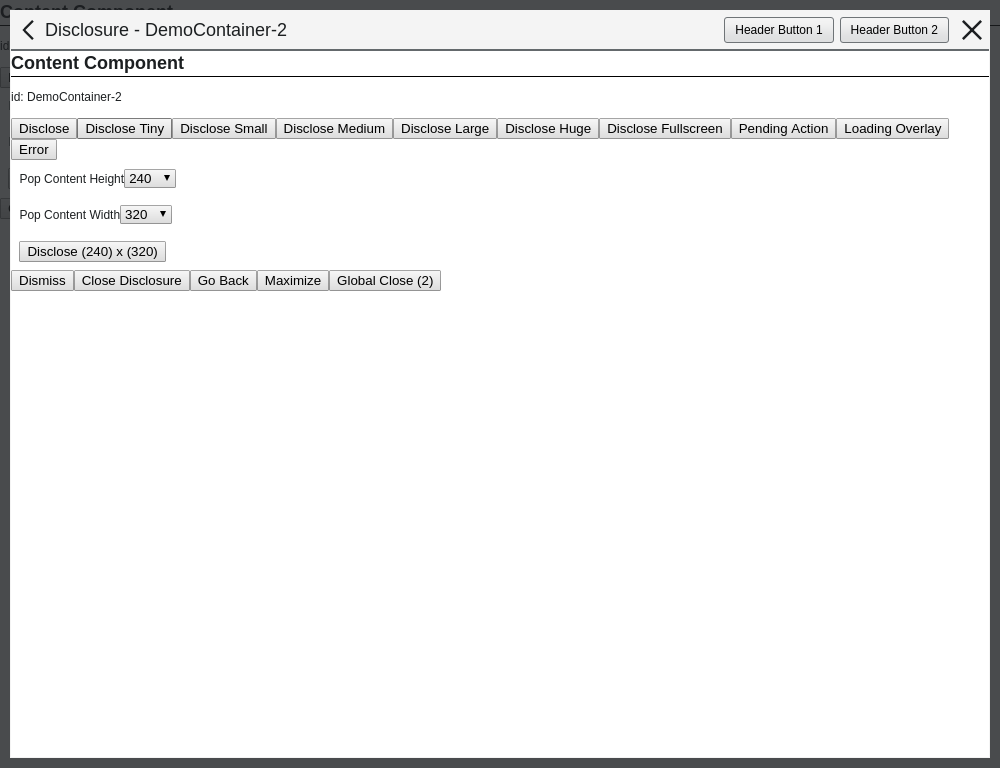 Disclosure - DemoContainer-2
Header Button 1 Header Button 2
Content Component
id: DemoContainer-2
Disclose Disclose Tiny Disclose Small Disclose Medium Disclose Large Disclose Huge Disclose Fullscreen Pending Action Loading Overlay
Error
Pop Content Height 240
Pop Content Width 320
Disclose (240) x (320)
Dismiss Close Disclosure Go Back Maximize Global Close (2)